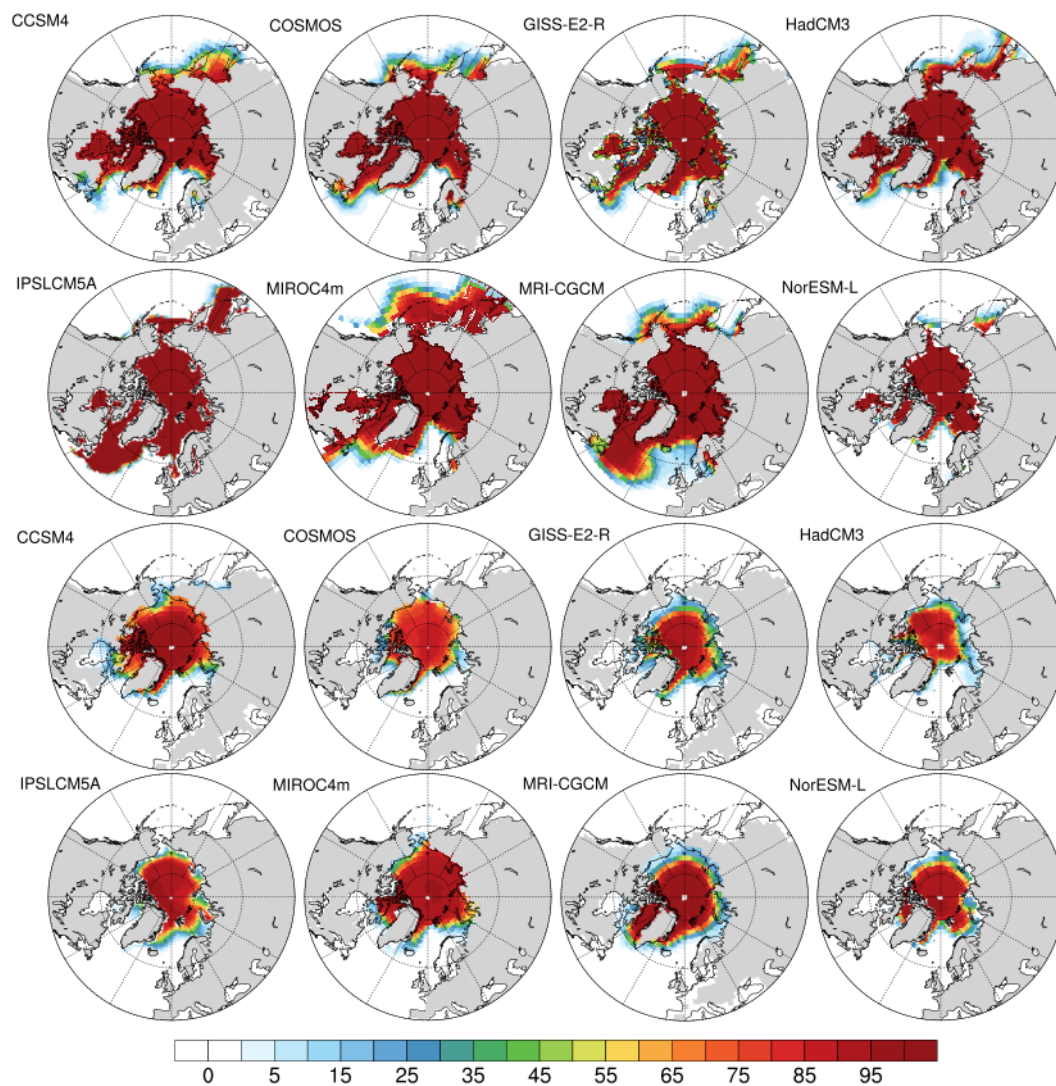 CCSM4 COSMOS GISS-E2-R HadCM3
IPSLCM5A MIROC4m MRI-CGCM NorESM-L
CCSM4 COSMOS GISS-E2-R HadCM3
IPSLCM5A MIROC4m MRI-CGCM NorESM-L
0 5 15 25 35 45 55 65 75 85 95